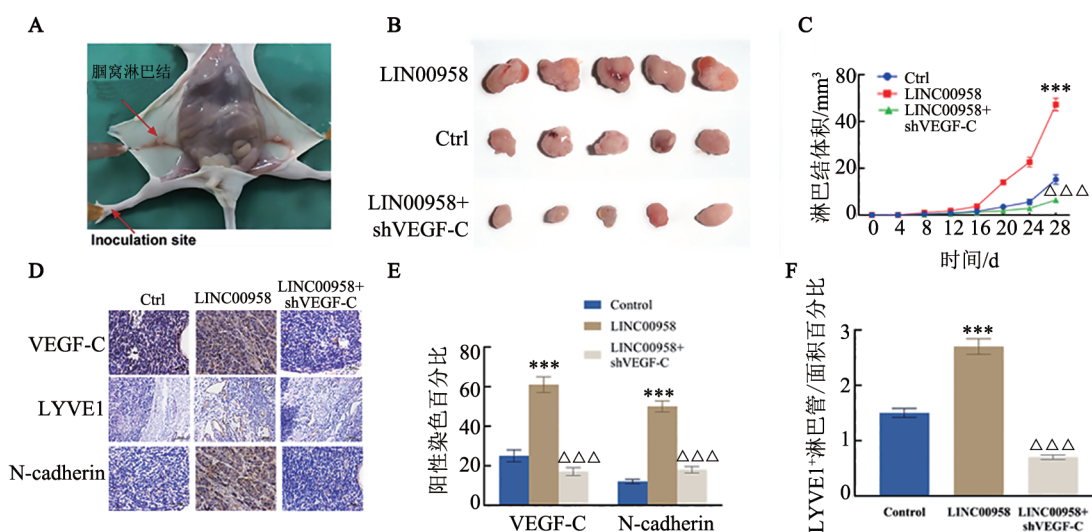 A
腘窝淋巴结
Inoculation site
B
LIN00958
Ctrl
LIN00958+
shVEGF-C
C
Ctrl
LINC00958
LINC00958+
shVEGF-C
***
△△△
淋巴结体积/mm³
80
60
40
20
0
0 4 8 12 16 20 24 28
时间/d
D
Ctrl
LINC00958
LINC00958+
shVEGF-C
VEGF-C
LYVE1
N-cadherin
E
Control
LINC00958
LINC00958+
shVEGF-C
阳性染色百分比
80
60
40
20
0
***
△△△
***
△△△
VEGF-C
N-cadherin
F
LYVE1⁺淋巴管/面积百分比
3
2
1
0
***
△△△
Control
LINC00958
LINC00958+
shVEGF-C